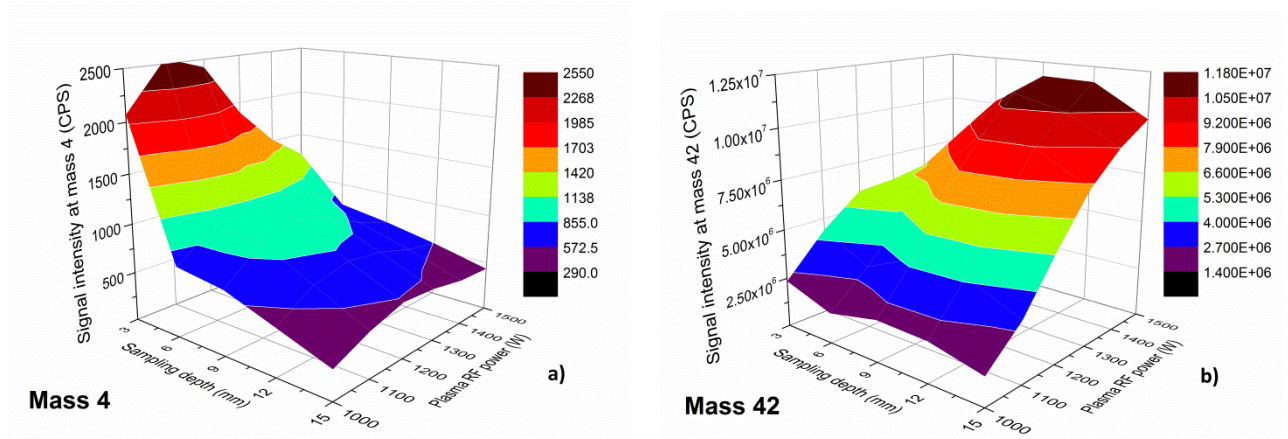 2500
2000
1500
1000
500
Signal intensity at mass 4 (CPS)
3
6
9
12
15
Sampling depth (mm)
1000
1100
1200
1300
1400
1500
Plasma RF power (W)
2550
2268
1985
1703
1420
1138
855.0
572.5
290.0
a)
Mass 4
1.25x10⁷
1.00x10⁷
7.50x10⁶
5.00x10⁶
2.50x10⁶
Signal intensity at mass 42 (CPS)
3
6
9
12
15
Sampling depth (mm)
1000
1100
1200
1300
1400
1500
Plasma RF power (W)
1.180E+07
1.050E+07
9.200E+06
7.900E+06
6.600E+06
5.300E+06
4.000E+06
2.700E+06
1.400E+06
b)
Mass 42